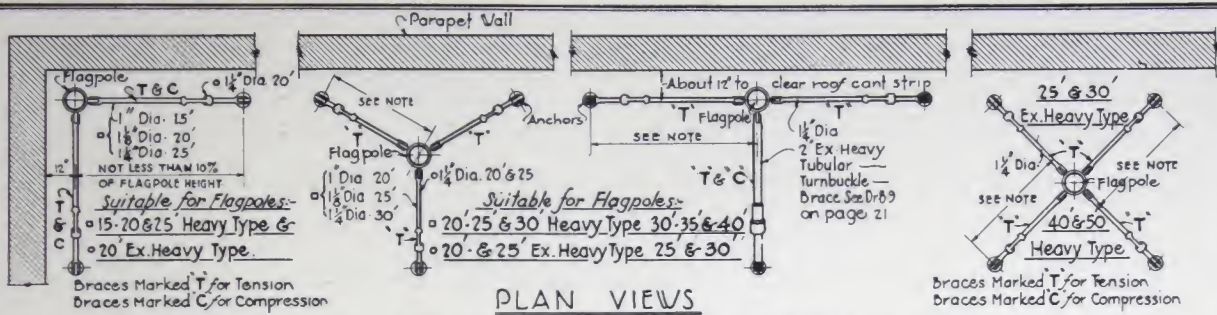 Parapet Wall
Flagpole
T & C
▫ 1¼" Dia. 20'
1" Dia. 15'
▫ 1⅛" Dia. 20'
1¼" Dia. 25'
12"
NOT LESS THAN 10%
OF FLAGPOLE HEIGHT
T & C
Suitable for Flagpoles:-
▫ 15-20 & 25' Heavy Type &
∘ 20' Ex. Heavy Type.
Braces Marked "T" for Tension
Braces Marked "C" for Compression
SEE NOTE
"T"
"T"
Flagpole
1" Dia 20'
▫ 1⅛" Dia 25'
1¼ Dia. 30'
∘ 1¼" Dia. 20' & 25
"T"
Anchors
About 12" to clear roof cant strip
"T"
Flagpole
"T"
SEE NOTE
1¼" Dia
2" Ex. Heavy
Tubular —
Turnbuckle —
Brace See Dr89
on page 21
"T" & "C"
Suitable for Flagpoles:-
▫ 20'-25' & 30' Heavy Type 30'-35' & 40'
∘ 20'- & 25' Ex. Heavy Type 25' & 30'
PLAN VIEWS
25' & 30'
Ex. Heavy Type
1¼" Dia.
"T"
SEE NOTE
Flagpole
SEE NOTE
"T"
40' & 50'
Heavy Type
Braces Marked "T" for Tension
Braces Marked "C" for Compression